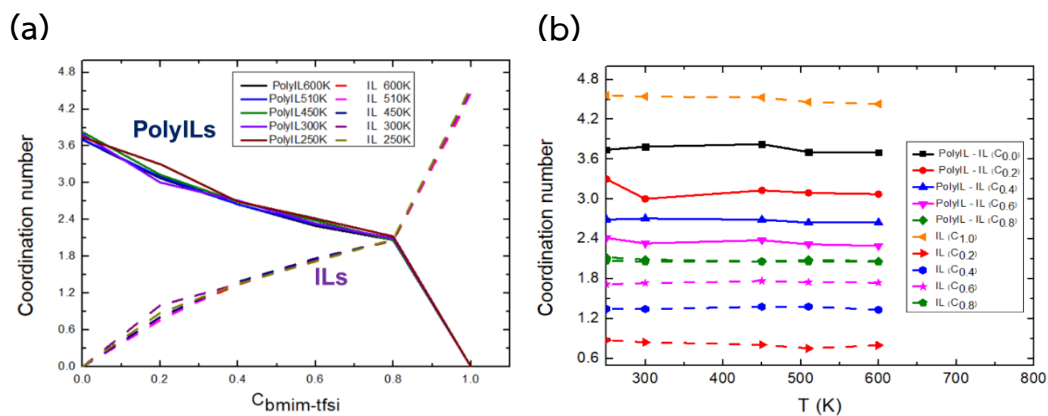 (a)
(b)
4.8
4.2
3.6
3.0
2.4
1.8
1.2
0.6
0.0
Coordination number
PolyIL600K
PolyIL510K
PolyIL450K
PolyIL300K
PolyIL250K
IL 600K
IL 510K
IL 450K
IL 300K
IL 250K
PolyILs
ILs
0.0 0.2 0.4 0.6 0.8 1.0
Cbmim-tfsi
4.8
4.2
3.6
3.0
2.4
1.8
1.2
0.6
Coordination number
300 400 500 600 700 800
T (K)
PolyIL - IL (C0.0)
PolyIL - IL (C0.2)
PolyIL - IL (C0.4)
PolyIL - IL (C0.6)
PolyIL - IL (C0.8)
IL (C1.0)
IL (C0.2)
IL (C0.4)
IL (C0.6)
IL (C0.8)